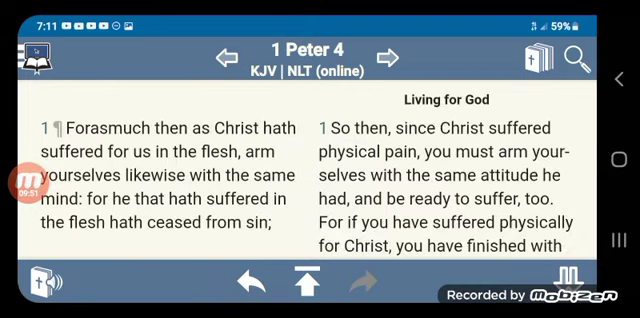 7:11
59%
1 Peter 4
KJV | NLT (online)
Living for God
1 ¶ Forasmuch then as Christ hath
suffered for us in the flesh, arm
yourselves likewise with the same
mind: for he that hath suffered in
the flesh hath ceased from sin;
1 So then, since Christ suffered
physical pain, you must arm your-
selves with the same attitude he
had, and be ready to suffer, too.
For if you have suffered physically
for Christ, you have finished with
09:51
Recorded by MOBIZEN